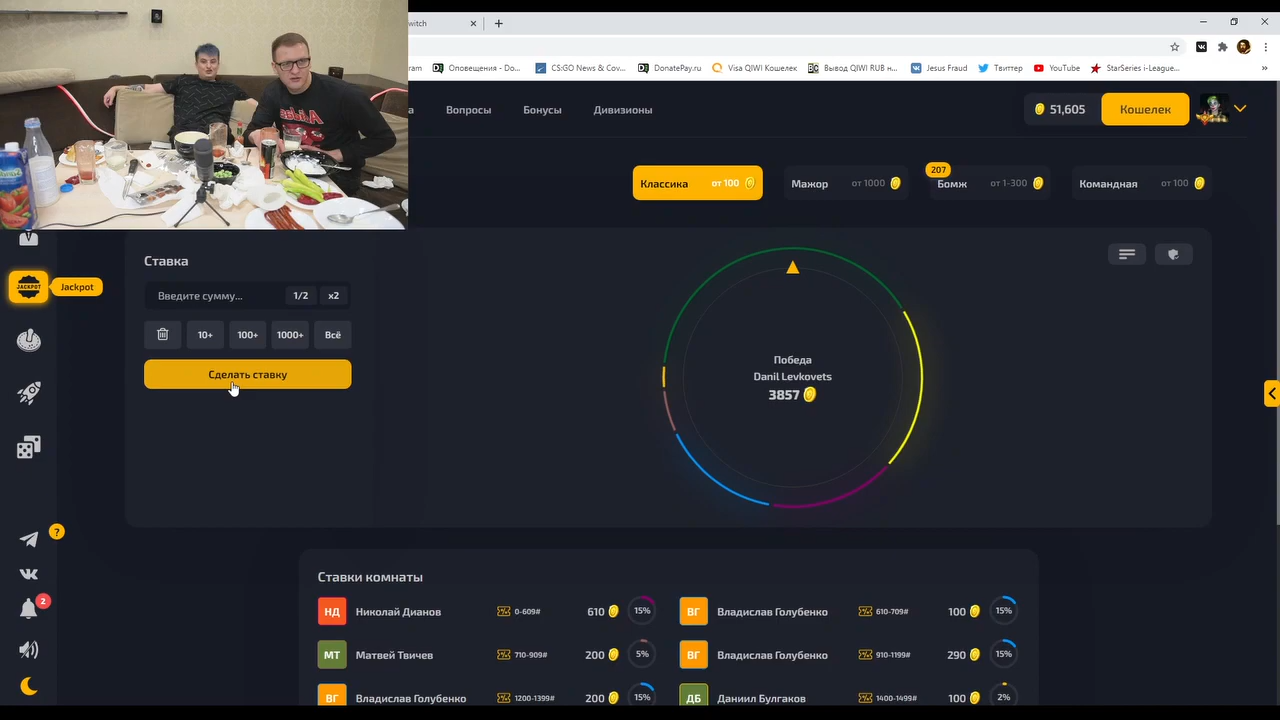 witch
ram
Оповещения - Do...
CS:GO News & Cov...
DonatePay.ru
Visa QIWI Кошелек
Вывод QIWI RUB н...
Jesus Fraud
Твиттер
YouTube
StarSeries i-League...
»
а
Вопросы
Бонусы
Дивизионы
51,605
Кошелек
Классика от 100
Мажор от 1000
207
Бомж от 1-300
Командная от 100
JACKPOT
Jackpot
Ставка
Введите сумму...
1/2
x2
10+
100+
1000+
Всё
Сделать ставку
Победа
Danil Levkovets
3857
?
2
Ставки комнаты
НД Николай Дианов 0-609# 610 15%
ВГ Владислав Голубенко 610-709# 100 15%
МТ Матвей Твичев 710-909# 200 5%
ВГ Владислав Голубенко 910-1199# 290 15%
ВГ Владислав Голубенко 1200-1399# 200 15%
ДБ Даниил Булгаков 1400-1499# 100 2%